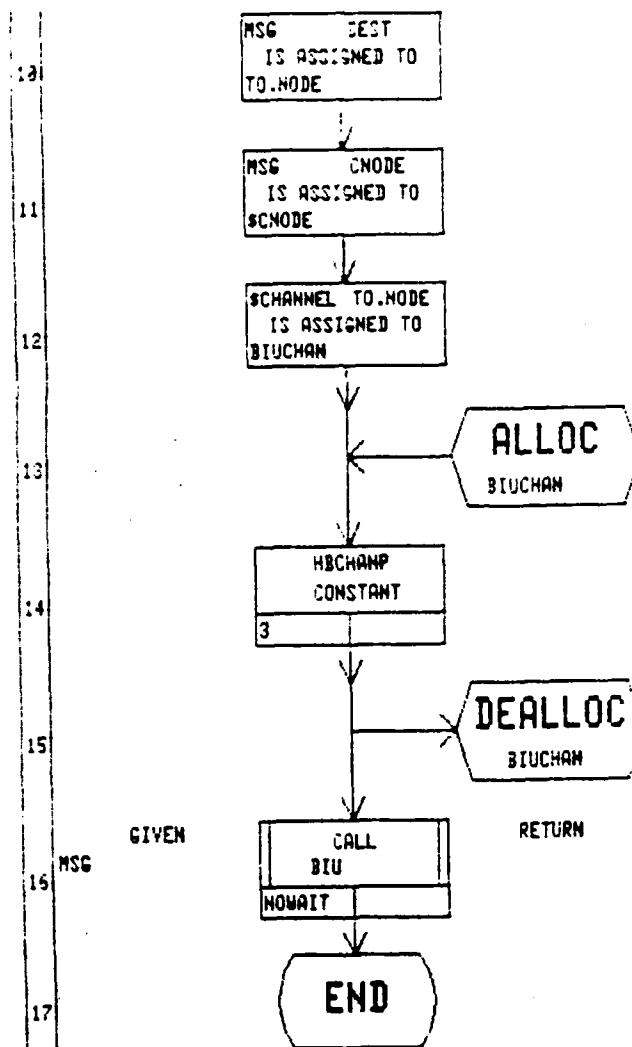 MSG DEST
IS ASSIGNED TO
TO.NODE
10
MSG CNODE
IS ASSIGNED TO
$CNODE
11
$CHANNEL TO.NODE
IS ASSIGNED TO
BIUCHAN
12
ALLOC
BIUCHAN
13
HBCHANP
CONSTANT
3
14
DEALLOC
BIUCHAN
15
GIVEN
RETURN
CALL
BIU
MSG
NOWAIT
16
END
17